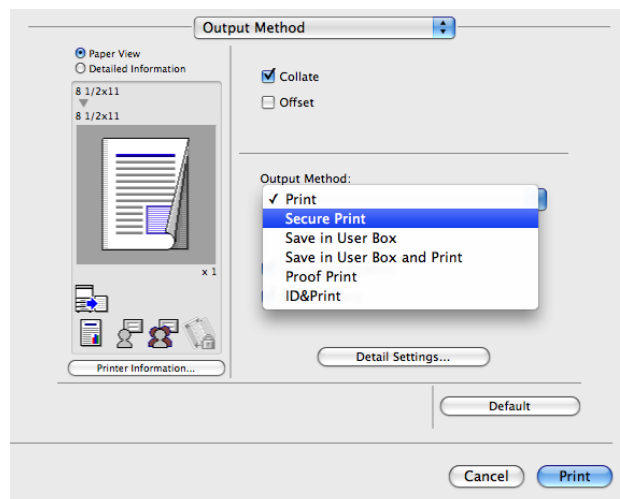 Output Method
Paper View
Detailed Information
8 1/2x11
8 1/2x11
x 1
Printer Information...
Collate
Offset
Output Method:
✓ Print
Secure Print
Save in User Box
Save in User Box and Print
Proof Print
ID&Print
Detail Settings...
Default
Cancel
Print